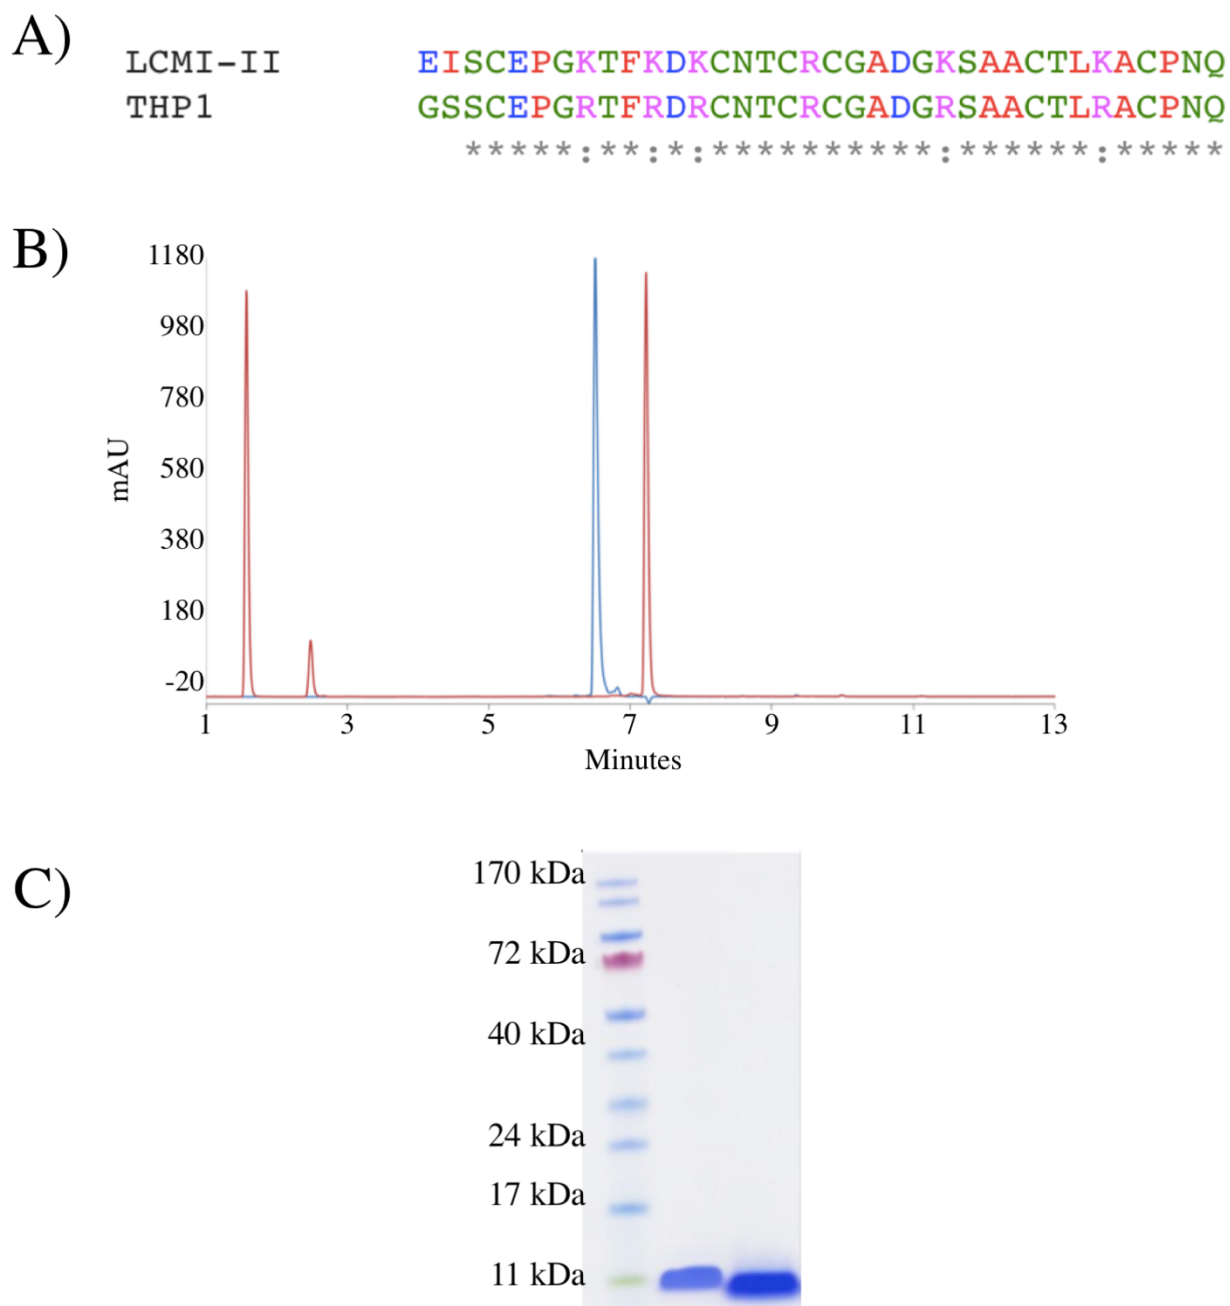 A)
LCMI-II EISCEPGKTFKDKCNTCRCGADGKSAACTLKACPNQ
THP1 GSSCEPGRTFRDRCNTCRCGADGRSAACTLRACPNQ
*****:**:*:**********:******:*****
B)
1180
980
780
580
380
180
-20
mAU
1 3 5 7 9 11 13
Minutes
C)
170 kDa
72 kDa
40 kDa
24 kDa
17 kDa
11 kDa